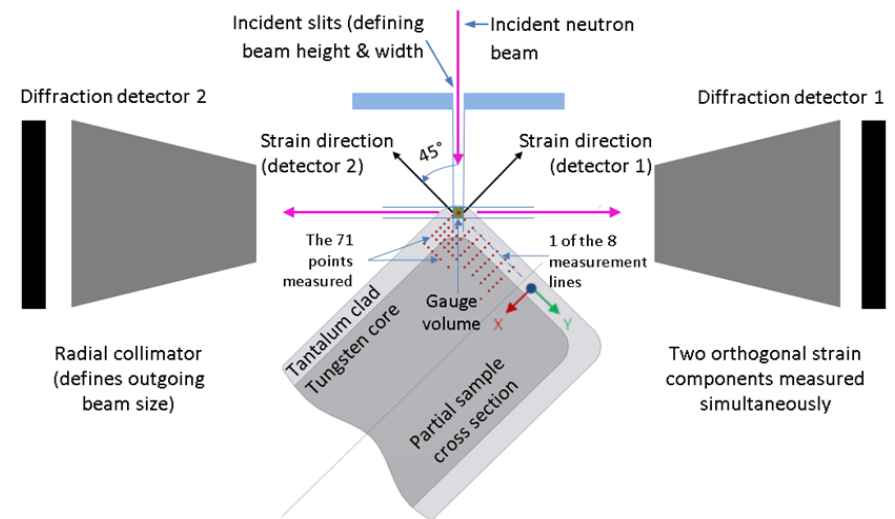 Incident slits (defining
beam height & width
Incident neutron
beam
Diffraction detector 2
Diffraction detector 1
Strain direction
(detector 2)
45°
Strain direction
(detector 1)
The 71
points
measured
1 of the 8
measurement
lines
Gauge
volume
X
Y
Tantalum clad
Tungsten core
Partial sample
cross section
Radial collimator
(defines outgoing
beam size)
Two orthogonal strain
components measured
simultaneously